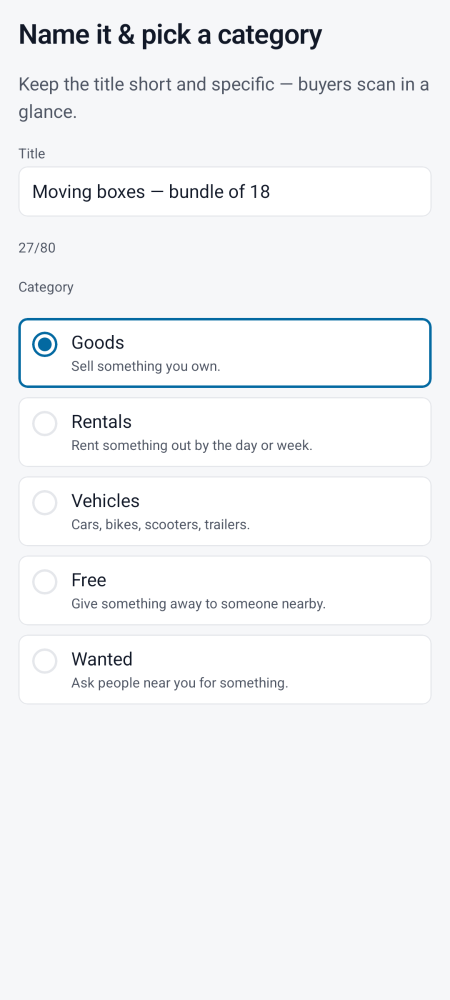 Name it & pick a category
Keep the title short and specific — buyers scan in a
glance.
Title
Moving boxes — bundle of 18
27/80
Category
Goods
Sell something you own.
Rentals
Rent something out by the day or week.
Vehicles
Cars, bikes, scooters, trailers.
Free
Give something away to someone nearby.
Wanted
Ask people near you for something.